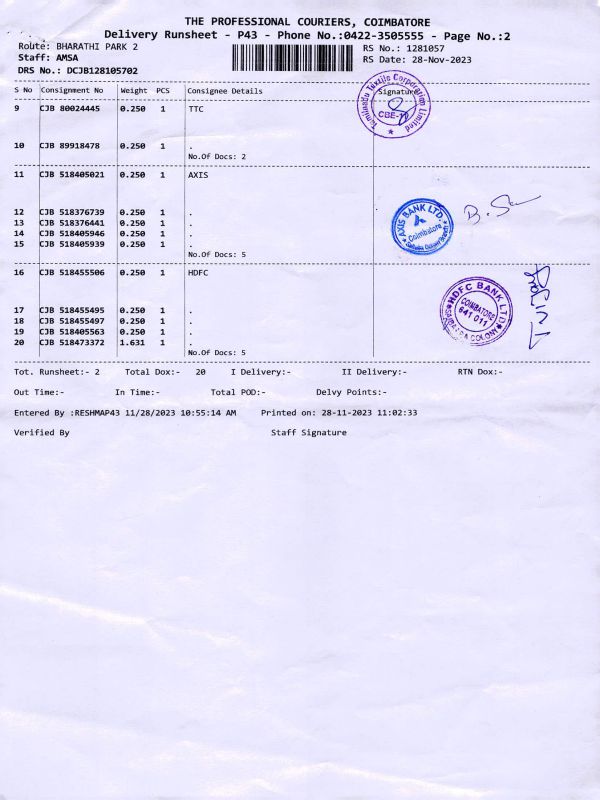 THE PROFESSIONAL COURIERS, COIMBATORE
Delivery Runsheet - P43 - Phone No.:0422-3505555 - Page No.:2
Route: BHARATHI PARK 2
RS No.: 1281057
Staff: AMSA
RS Date: 28-Nov-2023
DRS No.: DCJB128105702
S No Consignment No Weight PCS Consignee Details Signature
9 CJB 80024445 0.250 1 TTC
Tamilnadu Textile Corporation Limited
CBE-11
10 CJB 89918478 0.250 1 .
No.Of Docs: 2
11 CJB 518405021 0.250 1 AXIS
12 CJB 518376739 0.250 1 .
13 CJB 518376441 0.250 1 .
14 CJB 518405946 0.250 1 .
15 CJB 518405939 0.250 1 .
No.Of Docs: 5
AXIS BANK LTD.
Coimbatore
16 CJB 518455506 0.250 1 HDFC
17 CJB 518455495 0.250 1 .
18 CJB 518455497 0.250 1 .
19 CJB 518405563 0.250 1 .
20 CJB 518473372 1.631 1 .
No.Of Docs: 5
HDFC BANK LTD
COIMBATORE
641 011
SAIBABA COLONY
Tot. Runsheet:- 2 Total Dox:- 20 I Delivery:- II Delivery:- RTN Dox:-
Out Time:- In Time:- Total POD:- Delvy Points:-
Entered By :RESHMAP43 11/28/2023 10:55:14 AM Printed on: 28-11-2023 11:02:33
Verified By Staff Signature